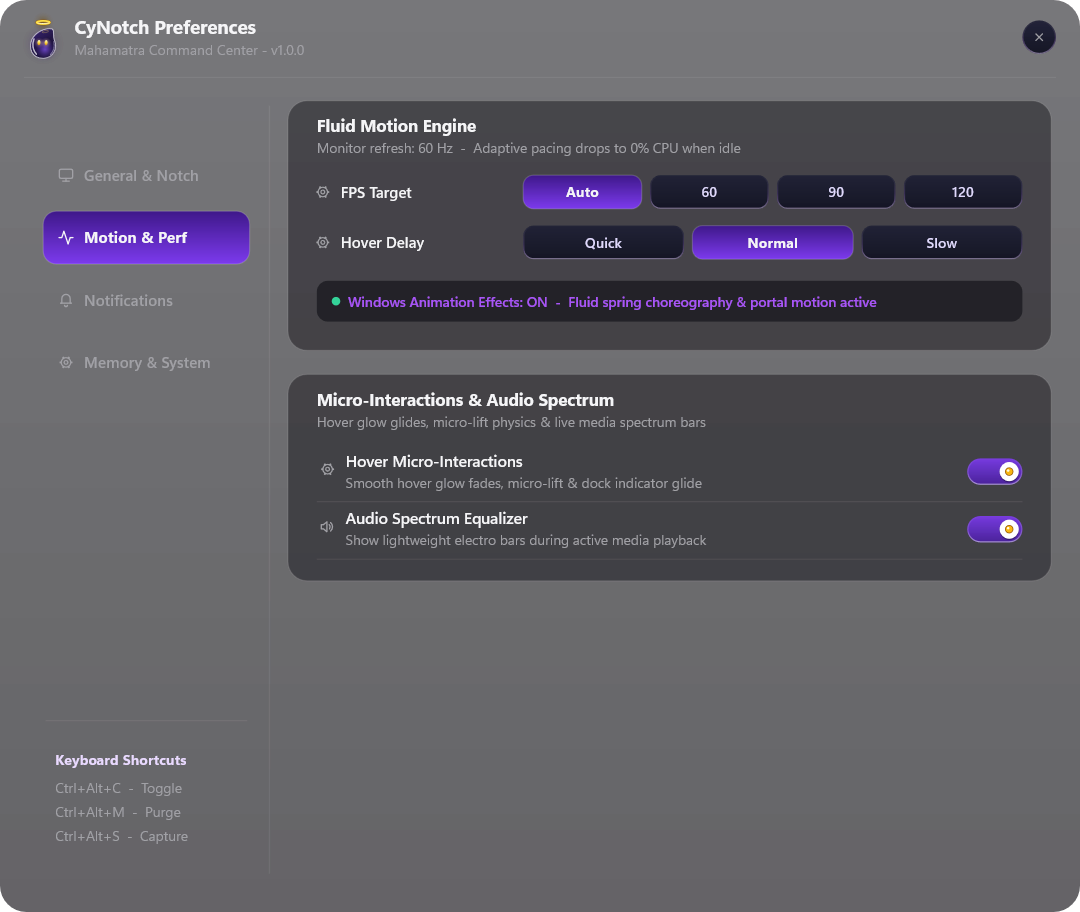 CyNotch Preferences
Mahamatra Command Center - v1.0.0
General & Notch
Motion & Perf
Notifications
Memory & System
Keyboard Shortcuts
Ctrl+Alt+C - Toggle
Ctrl+Alt+M - Purge
Ctrl+Alt+S - Capture
Fluid Motion Engine
Monitor refresh: 60 Hz - Adaptive pacing drops to 0% CPU when idle
FPS Target Auto 60 90 120
Hover Delay Quick Normal Slow
Windows Animation Effects: ON - Fluid spring choreography & portal motion active
Micro-Interactions & Audio Spectrum
Hover glow glides, micro-lift physics & live media spectrum bars
Hover Micro-Interactions
Smooth hover glow fades, micro-lift & dock indicator glide
Audio Spectrum Equalizer
Show lightweight electro bars during active media playback